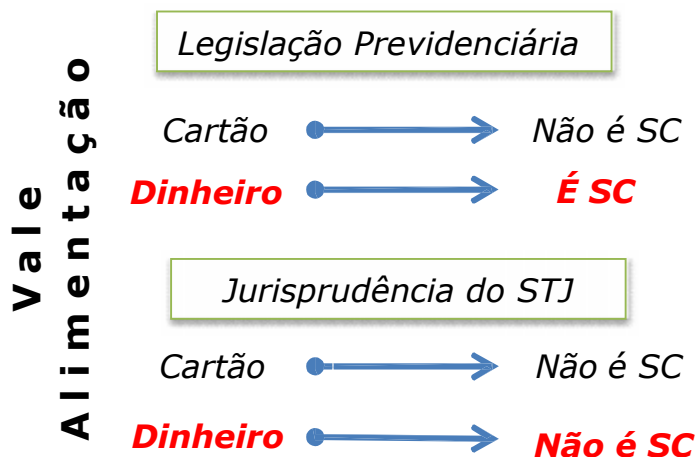 Vale
Alimentação
Legislação Previdenciária
Cartão Não é SC
Dinheiro É SC
Jurisprudência do STJ
Cartão Não é SC
Dinheiro Não é SC